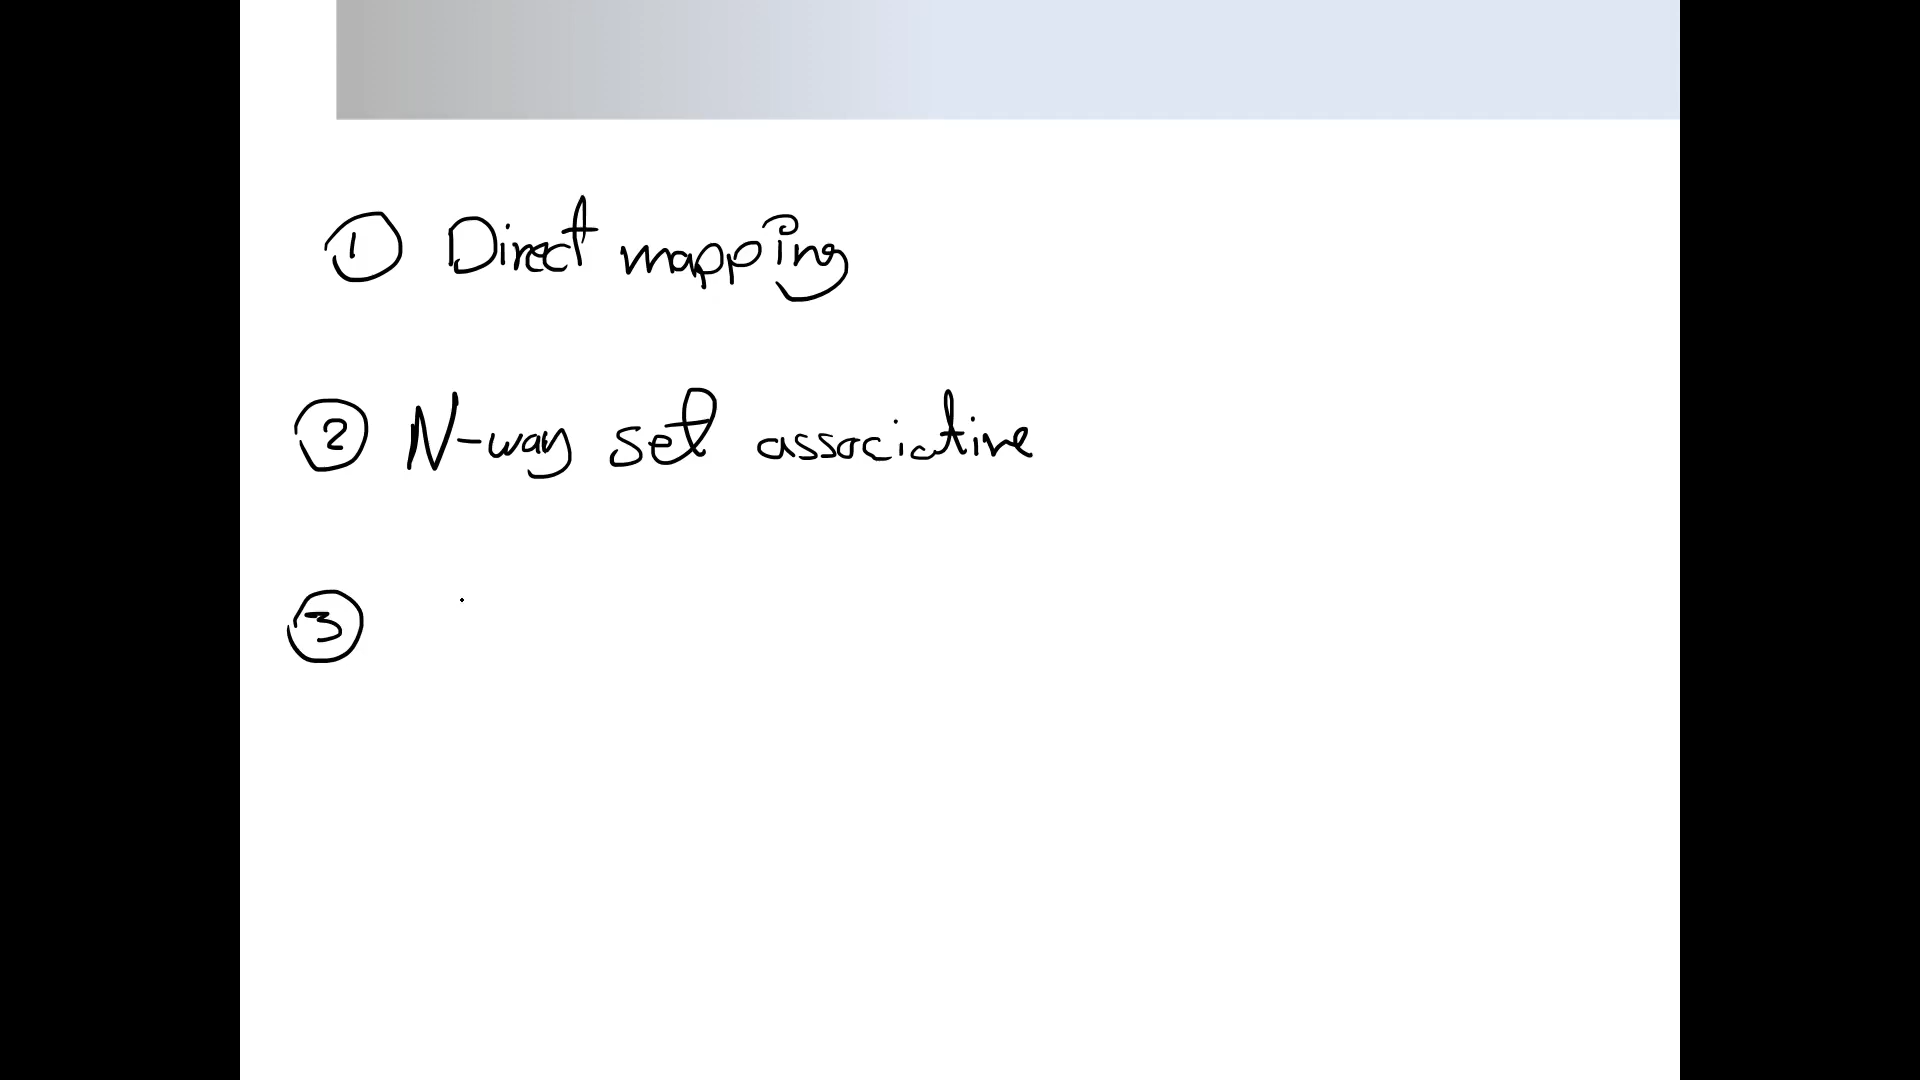 ① Direct mapping
② N-way set associative
③